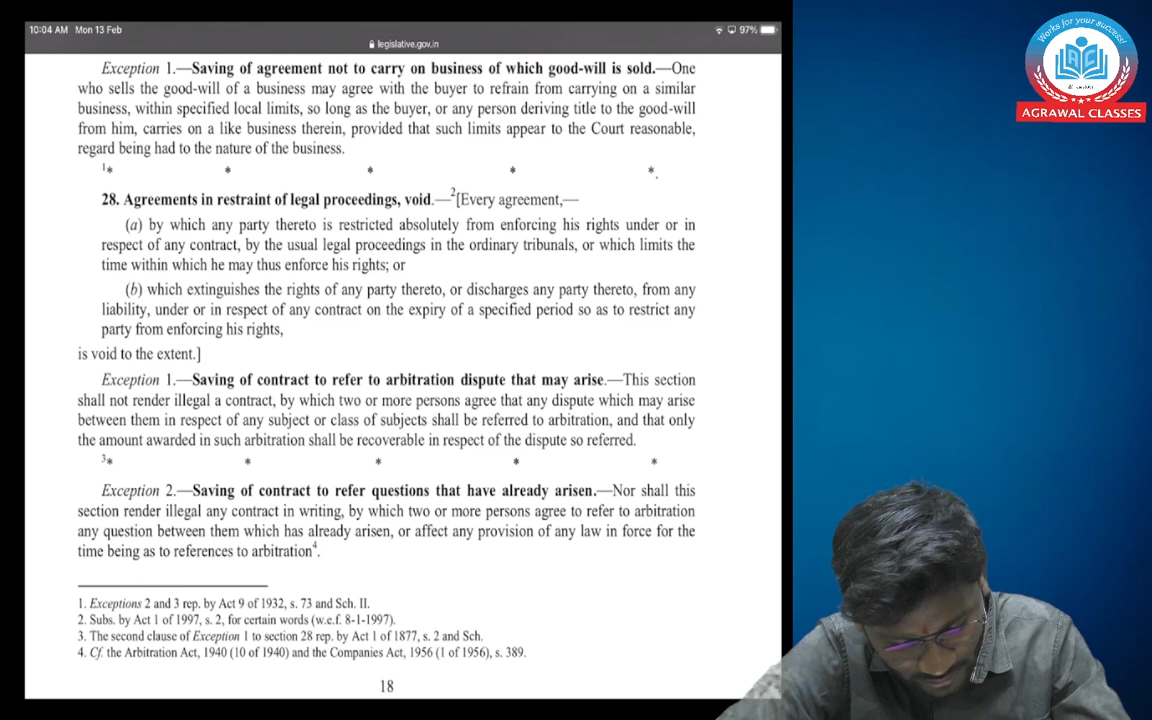 10:04 AM Mon 13 Feb
97%
legislative.gov.in
Works for your success!
AC
AGRAWAL CLASSES
Exception 1.—Saving of agreement not to carry on business of which good-will is sold.—One
who sells the good-will of a business may agree with the buyer to refrain from carrying on a similar
business, within specified local limits, so long as the buyer, or any person deriving title to the good-will
from him, carries on a like business therein, provided that such limits appear to the Court reasonable,
regard being had to the nature of the business.
1* * * * *.
28. Agreements in restraint of legal proceedings, void.—2[Every agreement,—
(a) by which any party thereto is restricted absolutely from enforcing his rights under or in
respect of any contract, by the usual legal proceedings in the ordinary tribunals, or which limits the
time within which he may thus enforce his rights; or
(b) which extinguishes the rights of any party thereto, or discharges any party thereto, from any
liability, under or in respect of any contract on the expiry of a specified period so as to restrict any
party from enforcing his rights,
is void to the extent.]
Exception 1.—Saving of contract to refer to arbitration dispute that may arise.—This section
shall not render illegal a contract, by which two or more persons agree that any dispute which may arise
between them in respect of any subject or class of subjects shall be referred to arbitration, and that only
the amount awarded in such arbitration shall be recoverable in respect of the dispute so referred.
3* * * * *
Exception 2.—Saving of contract to refer questions that have already arisen.—Nor shall this
section render illegal any contract in writing, by which two or more persons agree to refer to arbitration
any question between them which has already arisen, or affect any provision of any law in force for the
time being as to references to arbitration4.
1. Exceptions 2 and 3 rep. by Act 9 of 1932, s. 73 and Sch. II.
2. Subs. by Act 1 of 1997, s. 2, for certain words (w.e.f. 8-1-1997).
3. The second clause of Exception 1 to section 28 rep. by Act 1 of 1877, s. 2 and Sch.
4. Cf. the Arbitration Act, 1940 (10 of 1940) and the Companies Act, 1956 (1 of 1956), s. 389.
18